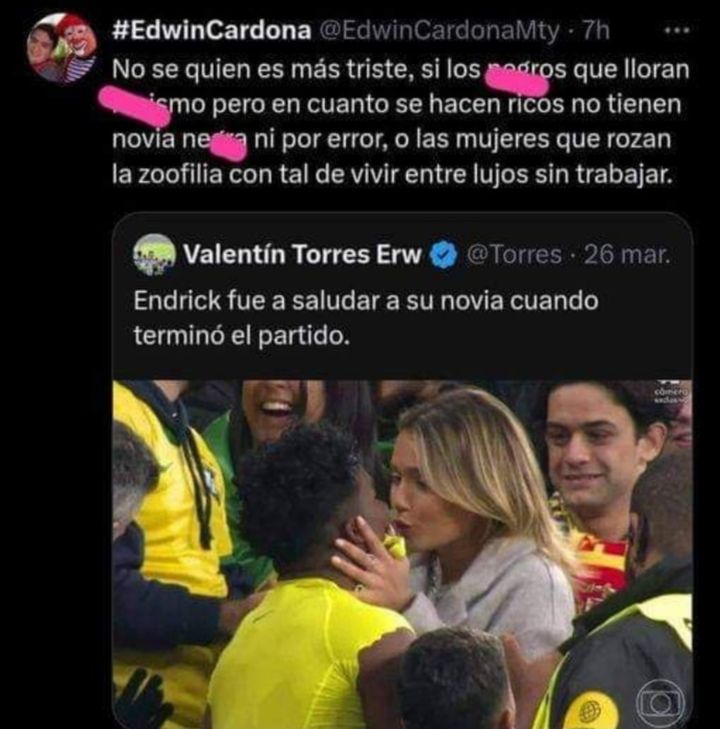 #EdwinCardona @EdwinCardonaMty · 7h
No se quien es más triste, si los que lloran
pero en cuanto se hacen ricos no tienen
novia ni por error, o las mujeres que rozan
la zoofilia con tal de vivir entre lujos sin trabajar.
Valentín Torres Erw @Torres · 26 mar.
Endrick fue a saludar a su novia cuando
terminó el partido.